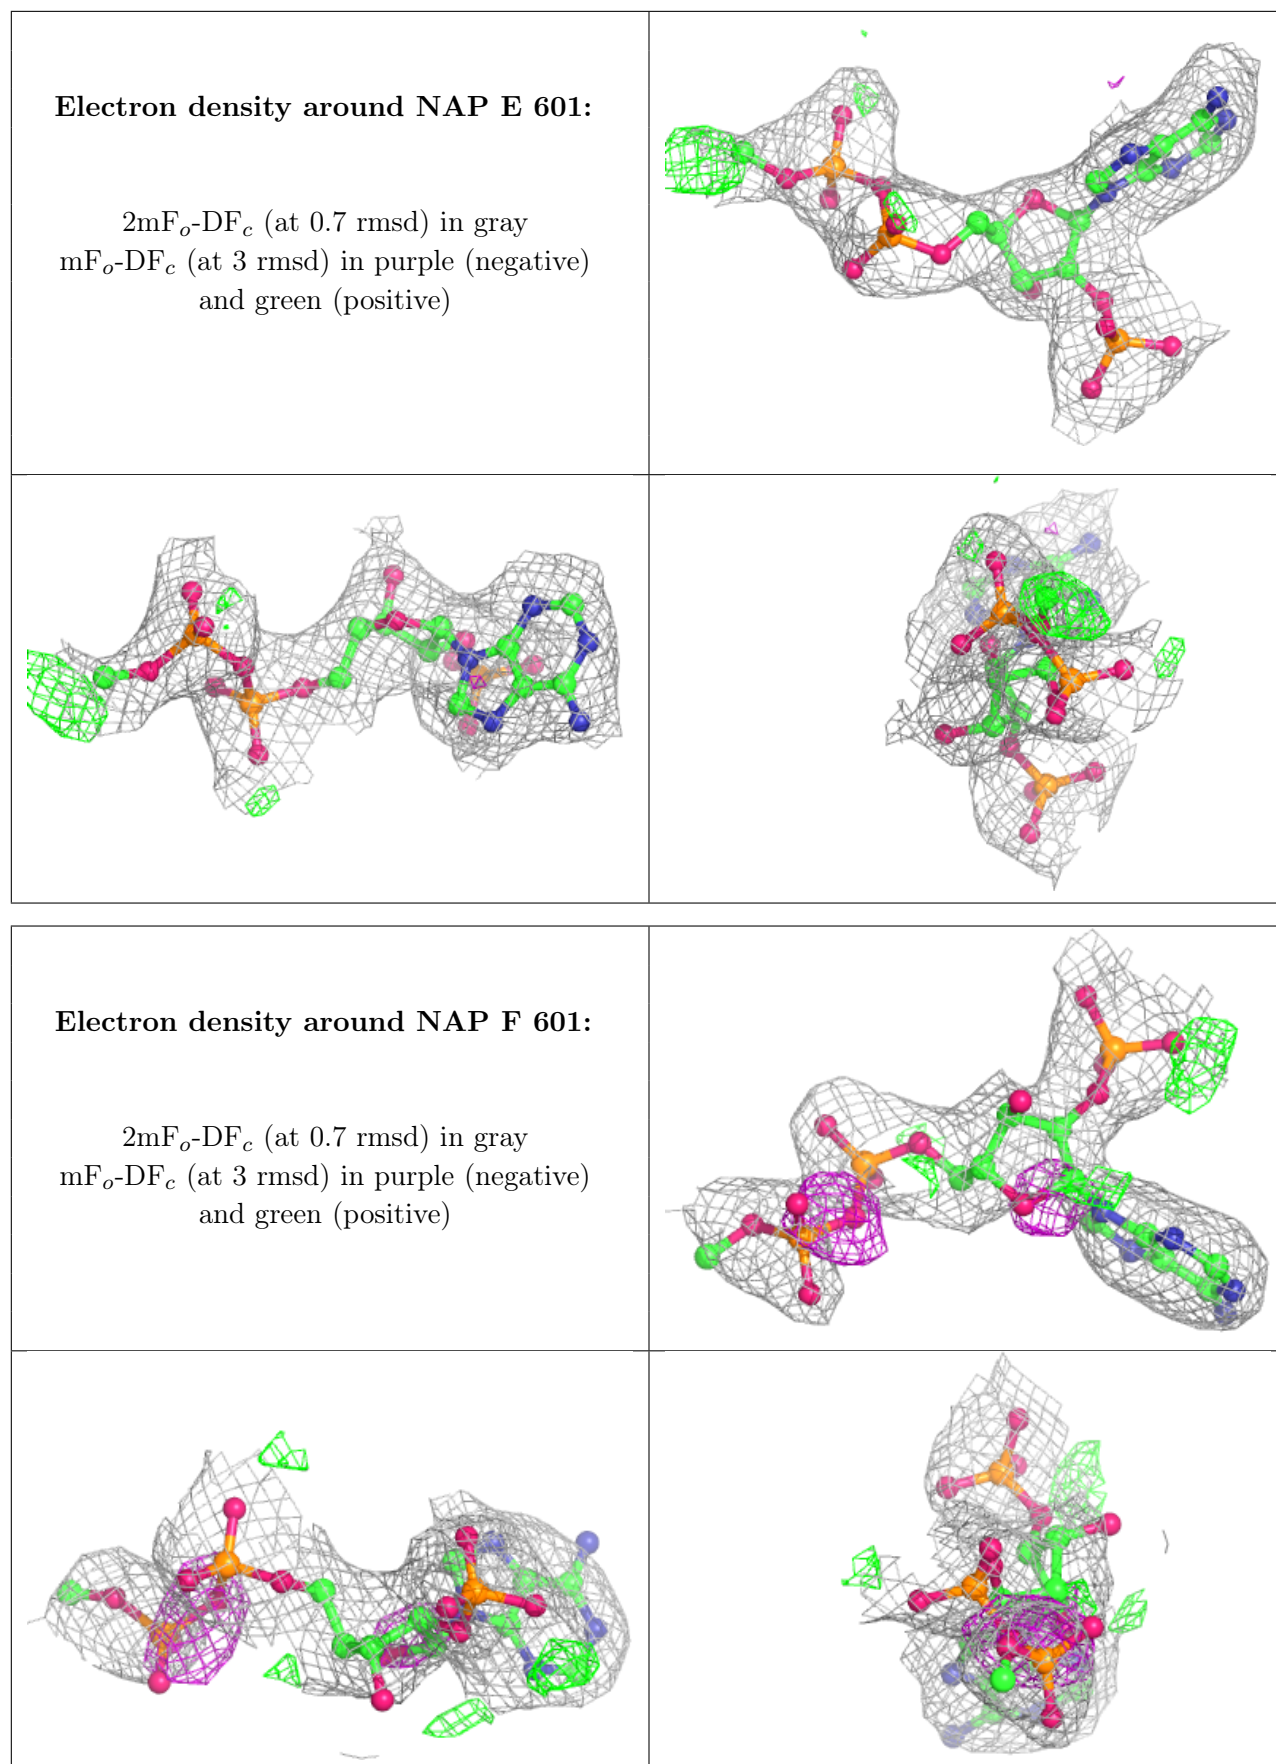 Electron density around NAP E 601:
2mFo-DFc (at 0.7 rmsd) in gray
mFo-DFc (at 3 rmsd) in purple (negative)
and green (positive)
Electron density around NAP F 601:
2mFo-DFc (at 0.7 rmsd) in gray
mFo-DFc (at 3 rmsd) in purple (negative)
and green (positive)